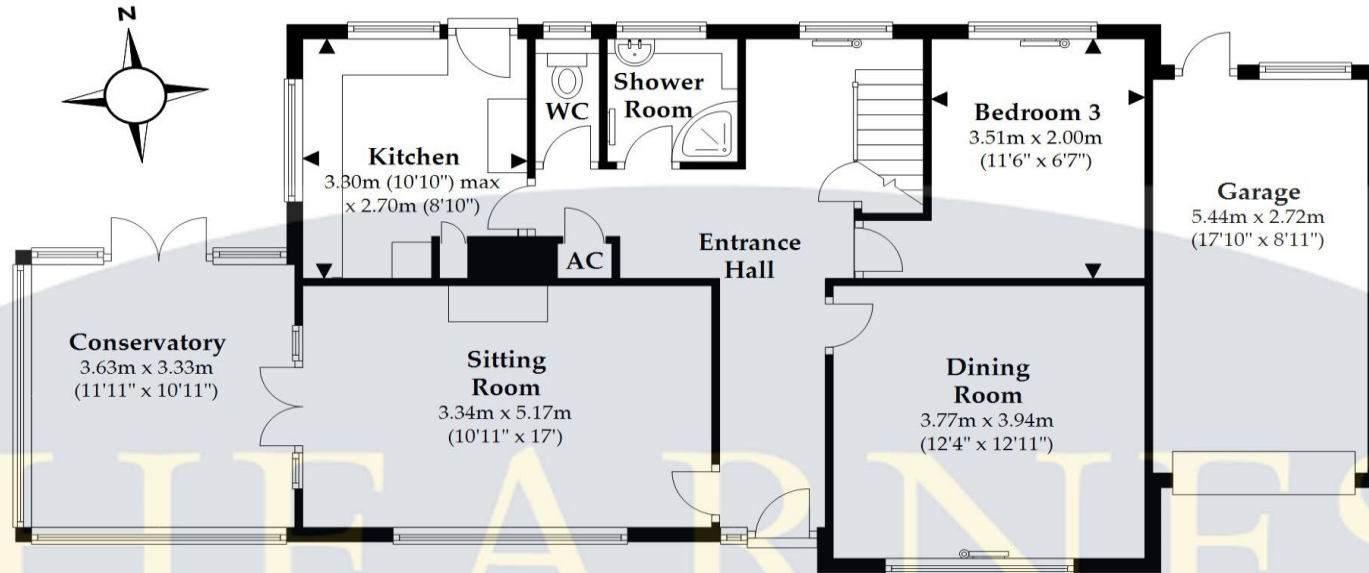 N
Kitchen
3.30m (10'10") max
x 2.70m (8'10")
WC
Shower
Room
Bedroom 3
3.51m x 2.00m
(11'6" x 6'7")
Garage
5.44m x 2.72m
(17'10" x 8'11")
Entrance
Hall
AC
Conservatory
3.63m x 3.33m
(11'11" x 10'11")
Sitting
Room
3.34m x 5.17m
(10'11" x 17')
Dining
Room
3.77m x 3.94m
(12'4" x 12'11")
HEARNES